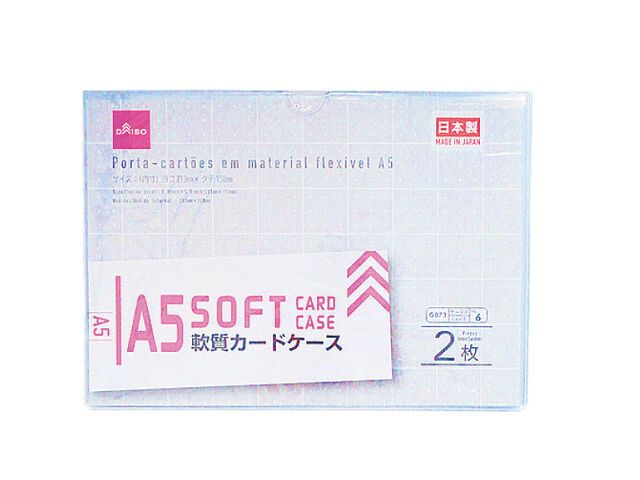 DAISO
日本製
MADE IN JAPAN
Porta-cartões em material flexível A5
サイズ:(内寸) ヨコ213mm×タテ150mm
A5
A5 SOFT CARD CASE
軟質カードケース
G073
6
2枚